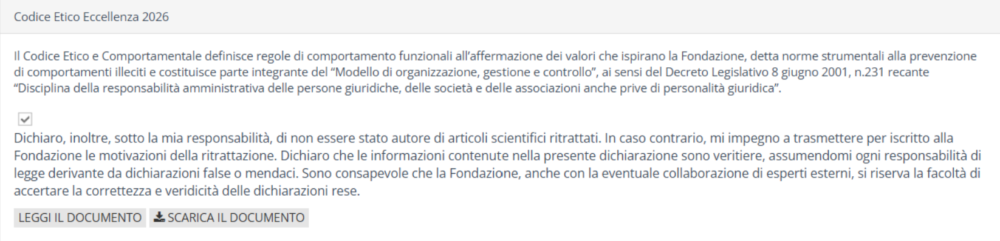 Codice Etico Eccellenza 2026
Il Codice Etico e Comportamentale definisce regole di comportamento funzionali all’affermazione dei valori che ispirano la Fondazione, detta norme strumentali alla prevenzione
di comportamenti illeciti e costituisce parte integrante del “Modello di organizzazione, gestione e controllo”, ai sensi del Decreto Legislativo 8 giugno 2001, n.231 recante
“Disciplina della responsabilità amministrativa delle persone giuridiche, delle società e delle associazioni anche prive di personalità giuridica”.
Dichiaro, inoltre, sotto la mia responsabilità, di non essere stato autore di articoli scientifici ritrattati. In caso contrario, mi impegno a trasmettere per iscritto alla
Fondazione le motivazioni della ritrattazione. Dichiaro che le informazioni contenute nella presente dichiarazione sono veritiere, assumendomi ogni responsabilità di
legge derivante da dichiarazioni false o mendaci. Sono consapevole che la Fondazione, anche con la eventuale collaborazione di esperti esterni, si riserva la facoltà di
accertare la correttezza e veridicità delle dichiarazioni rese.
LEGGI IL DOCUMENTO SCARICA IL DOCUMENTO